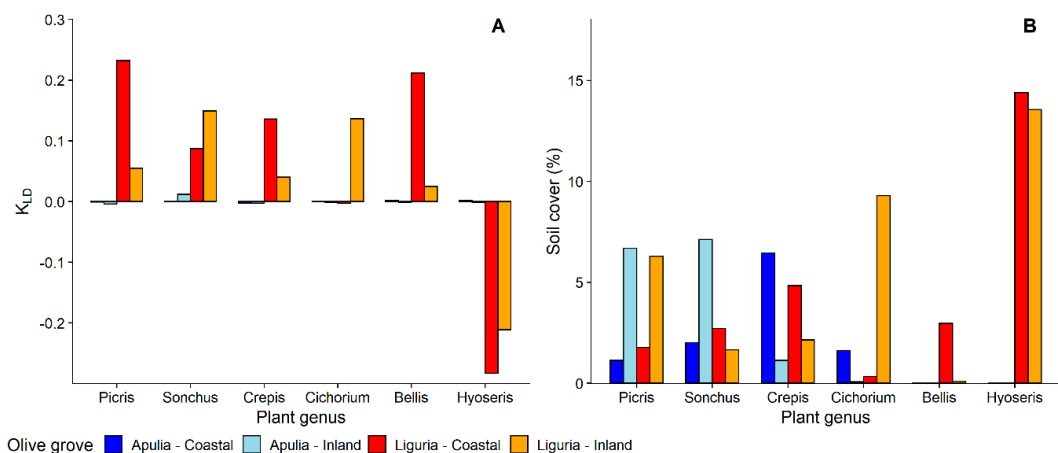 A
0.3
0.2
0.1
0.0
-0.1
-0.2
KLD
Picris Sonchus Crepis Cichorium Bellis Hyoseris
Plant genus
B
15
10
5
0
Soil cover (%)
Picris Sonchus Crepis Cichorium Bellis Hyoseris
Plant genus
Olive grove Apulia - Coastal Apulia - Inland Liguria - Coastal Liguria - Inland